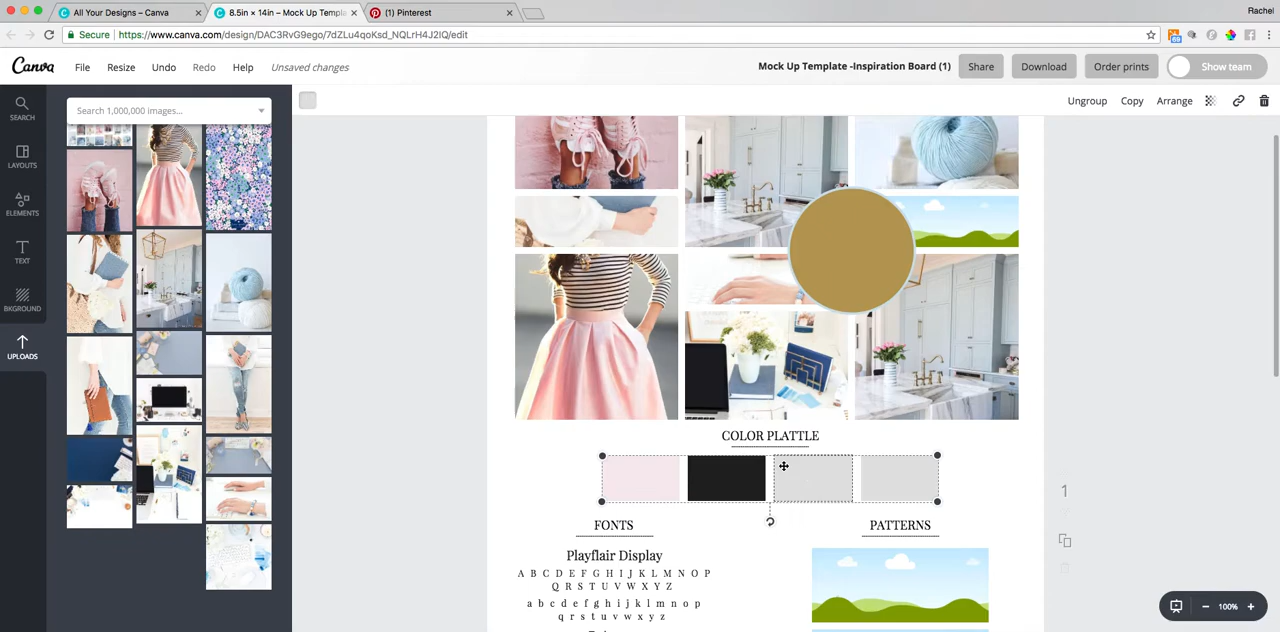 All Your Designs – Canva
8.5in × 14in – Mock Up Templa
(1) Pinterest
Rachel
Secure
https://www.canva.com/design/DAC3RvG9ego/7dZLu4qoKsd_NQLrH4J2IQ/edit
69
Canva
File
Resize
Undo
Redo
Help
Unsaved changes
Mock Up Template -Inspiration Board (1)
Share
Download
Order prints
Show team
SEARCH
LAYOUTS
ELEMENTS
TEXT
BKGROUND
UPLOADS
Search 1,000,000 images...
Ungroup
Copy
Arrange
COLOR PLATTLE
FONTS
PATTERNS
Playflair Display
A B C D E F G H I J K L M N O P
Q R S T U V W X Y Z
a b c d e f g h i j k l m n o p
q r s t u v w x y z
1
100%